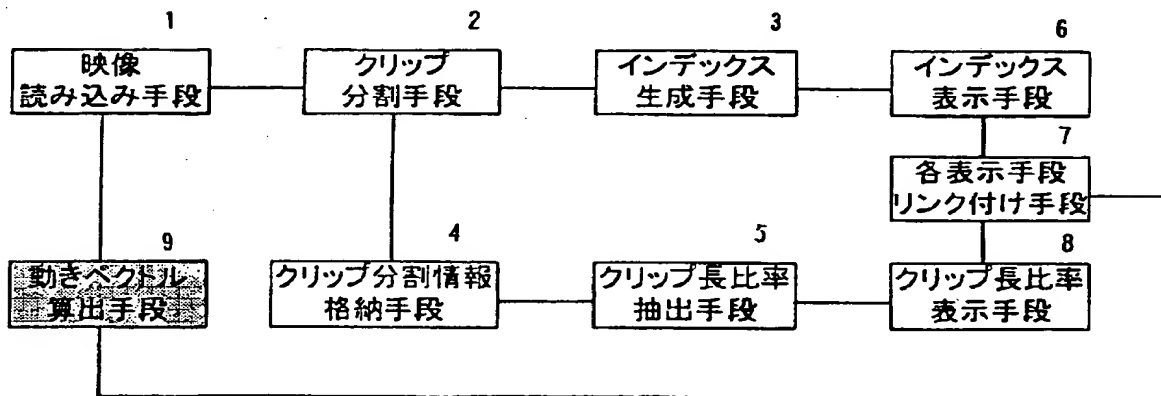 1
映像
読み込み手段
2
クリップ
分割手段
3
インデックス
生成手段
6
インデックス
表示手段
7
各表示手段
リンク付け手段
9
動きベクトル
算出手段
4
クリップ分割情報
格納手段
5
クリップ長比率
抽出手段
8
クリップ長比率
表示手段